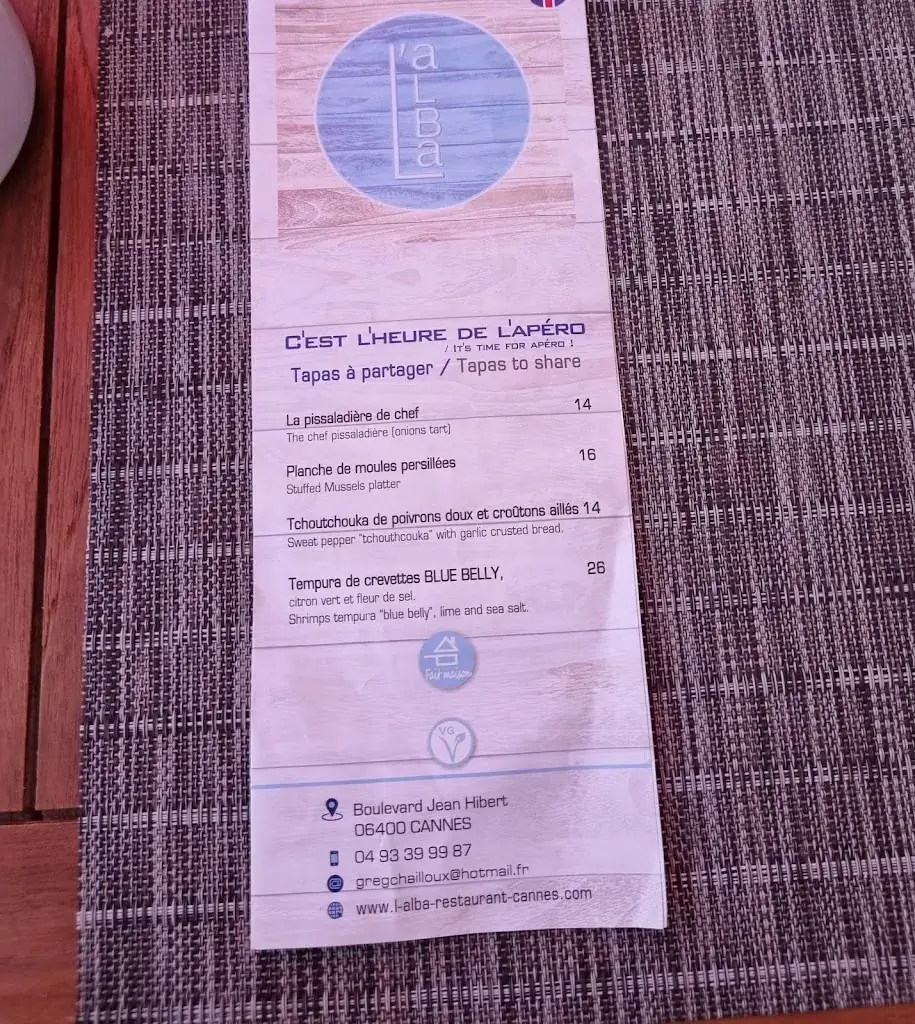 L'aLBa
C'EST L'HEURE DE L'APÉRO
/ IT'S TIME FOR APÉRO !
Tapas à partager / Tapas to share
La pissaladière de chef 14
The chef pissaladière (onions tart)
Planche de moules persillées 16
Stuffed Mussels platter
Tchoutchouka de poivrons doux et croûtons aillés 14
Sweat pepper "tchouthcouka" with garlic crusted bread.
Tempura de crevettes BLUE BELLY, 26
citron vert et fleur de sel.
Shrimps tempura "blue belly", lime and sea salt.
Fait maison
VG
Boulevard Jean Hibert
06400 CANNES
04 93 39 99 87
gregchailloux@hotmail.fr
www.l-alba-restaurant-cannes.com